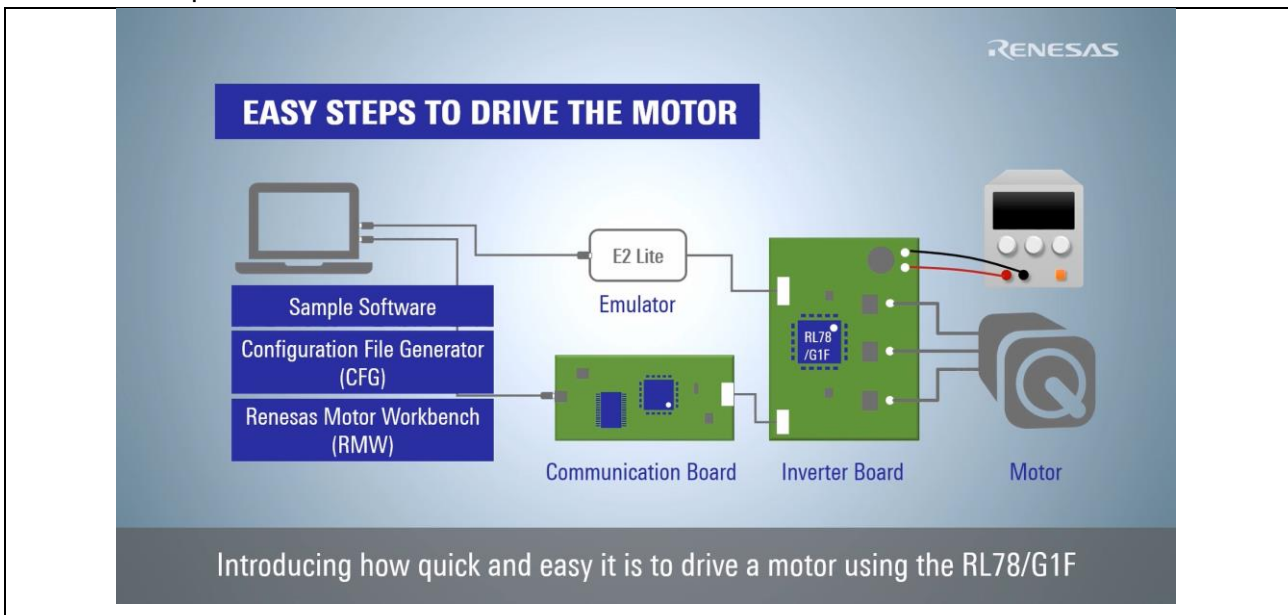 RENESAS
EASY STEPS TO DRIVE THE MOTOR
E2 Lite
Emulator
Sample Software
Configuration File Generator
(CFG)
Renesas Motor Workbench
(RMW)
RL78
/G1F
Communication Board
Inverter Board
Motor
Introducing how quick and easy it is to drive a motor using the RL78/G1F